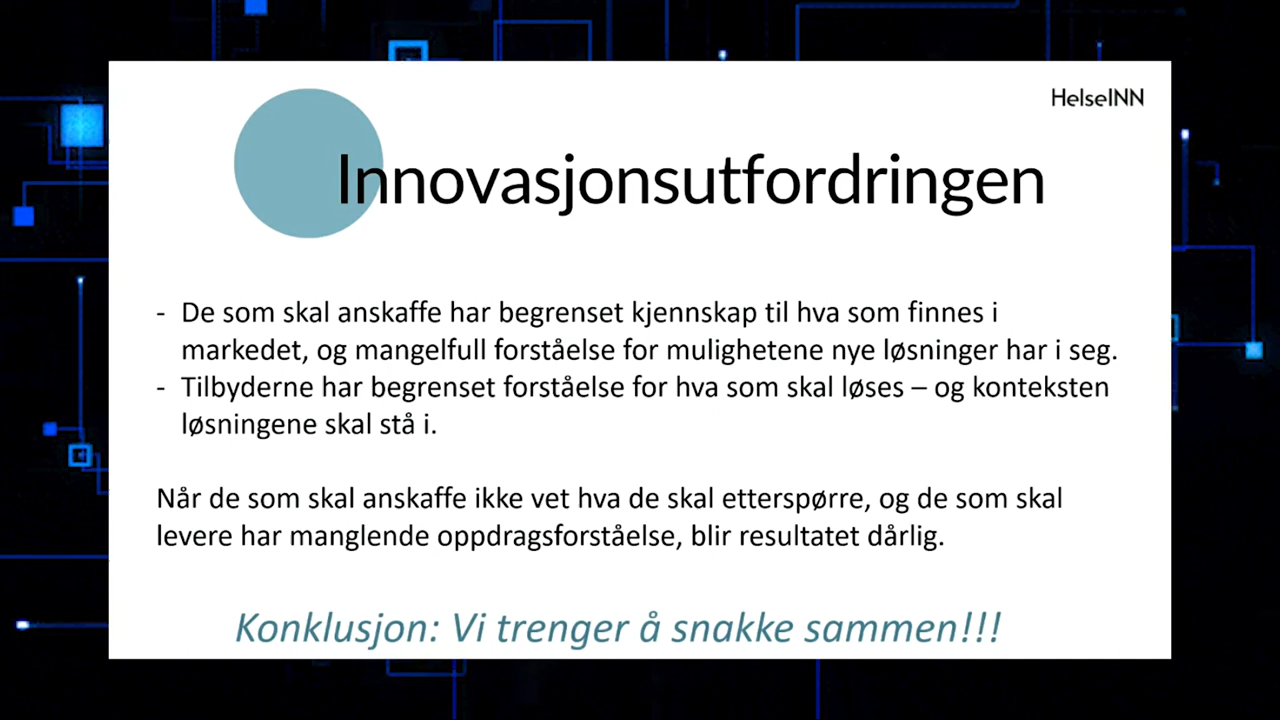 HelseINN
Innovasjonsutfordringen
- De som skal anskaffe har begrenset kjennskap til hva som finnes i
markedet, og mangelfull forståelse for mulighetene nye løsninger har i seg.
- Tilbyderne har begrenset forståelse for hva som skal løses – og konteksten
løsningene skal stå i.
Når de som skal anskaffe ikke vet hva de skal etterspørre, og de som skal
levere har manglende oppdragsforståelse, blir resultatet dårlig.
Konklusjon: Vi trenger å snakke sammen!!!